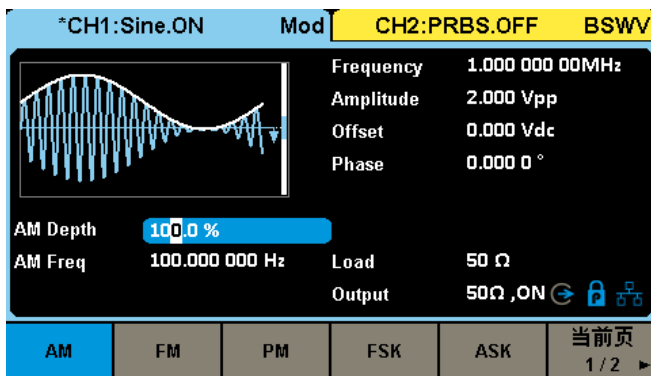 *CH1:Sine.ON Mod CH2:PRBS.OFF BSWV
Frequency 1.000 000 00MHz
Amplitude 2.000 Vpp
Offset 0.000 Vdc
Phase 0.000 0 °
AM Depth 100.0 %
AM Freq 100.000 000 Hz Load 50 Ω
Output 50Ω ,ON
AM FM PM FSK ASK 当前页
1/2 ►